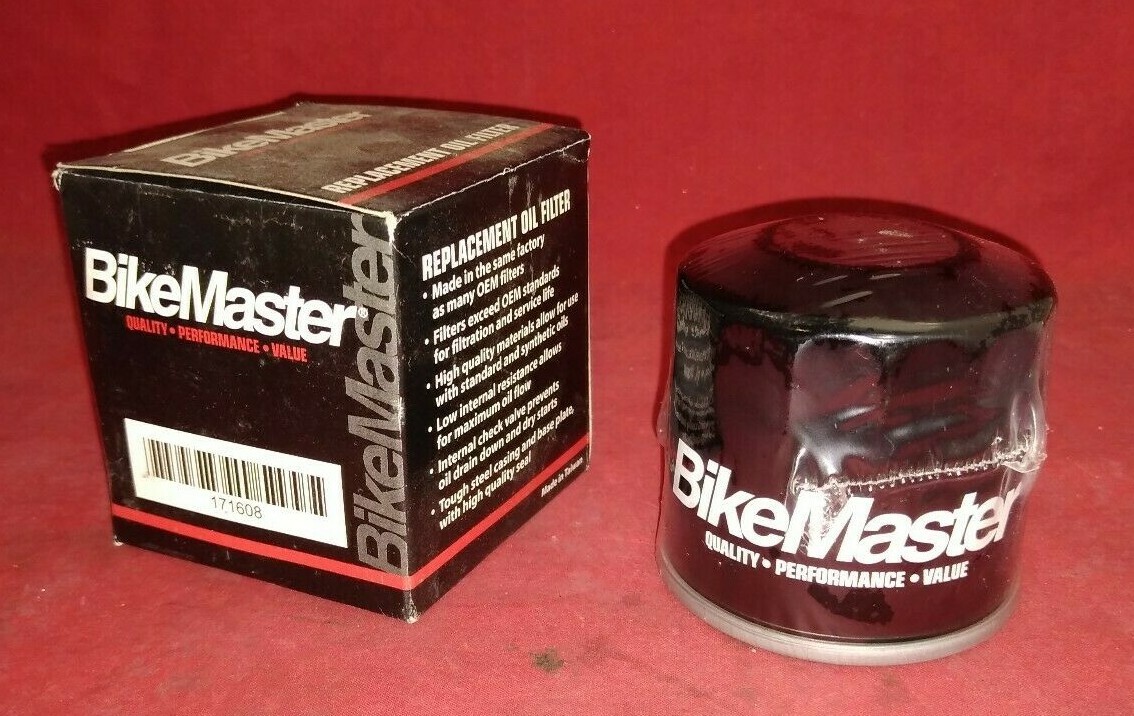 BikeMaster
REPLACEMENT OIL FILTER
BikeMaster®
QUALITY • PERFORMANCE • VALUE
171608
BikeMaster
REPLACEMENT OIL FILTER
• Made in the same factory
as many OEM filters
• Filters exceed OEM standards
for filtration and service life
• High quality materials allow for use
with standard and synthetic oils
• Low internal resistance allows
for maximum oil flow
• Internal check valve prevents
oil drain down and dry starts
• Tough steel casing and base plate,
with high quality seal
Made in Taiwan
BikeMaster
QUALITY • PERFORMANCE • VALUE